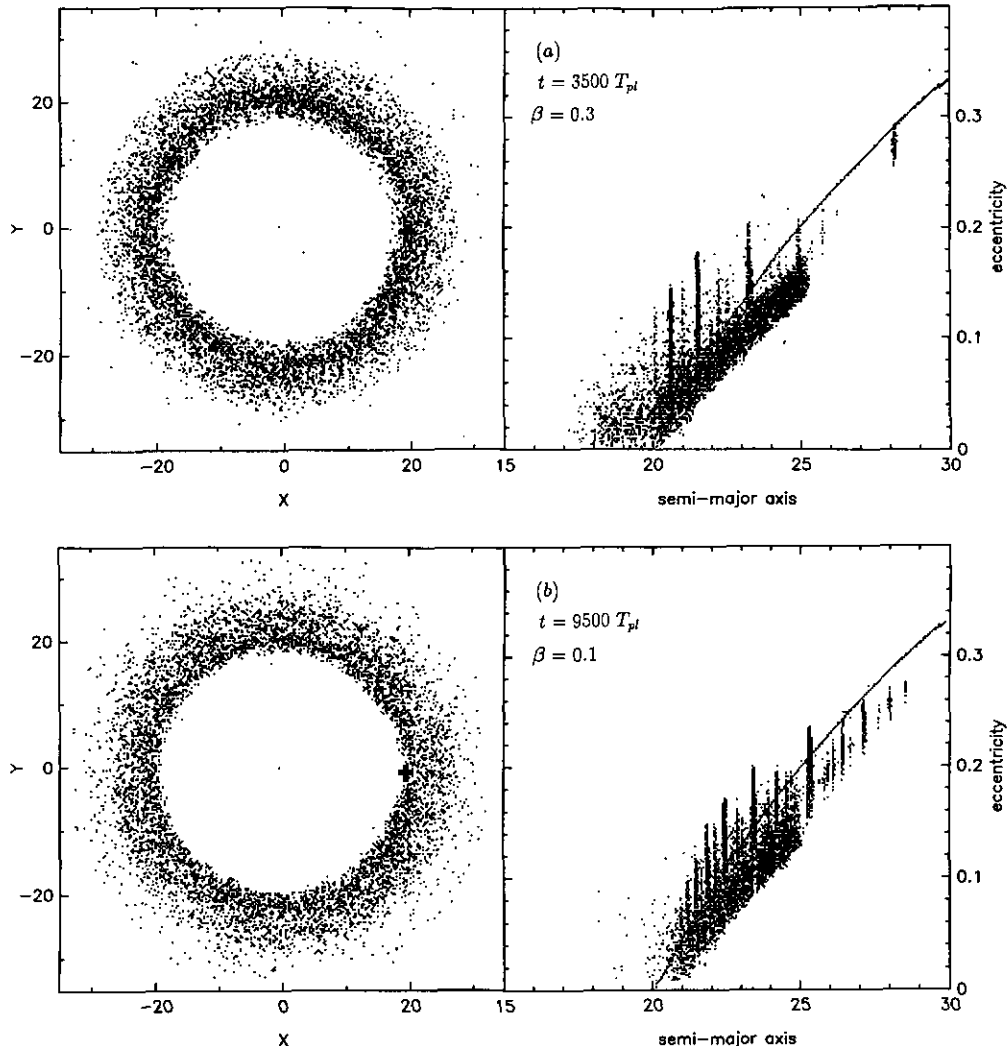 20
0
−20
Y
−20
0
20
X
(a)
t = 3500 T_pl
β = 0.3
0.3
0.2
0.1
0
eccentricity
15
20
25
30
semi−major axis
20
0
−20
Y
−20
0
20
X
(b)
t = 9500 T_pl
β = 0.1
0.3
0.2
0.1
0
eccentricity
15
20
25
30
semi−major axis